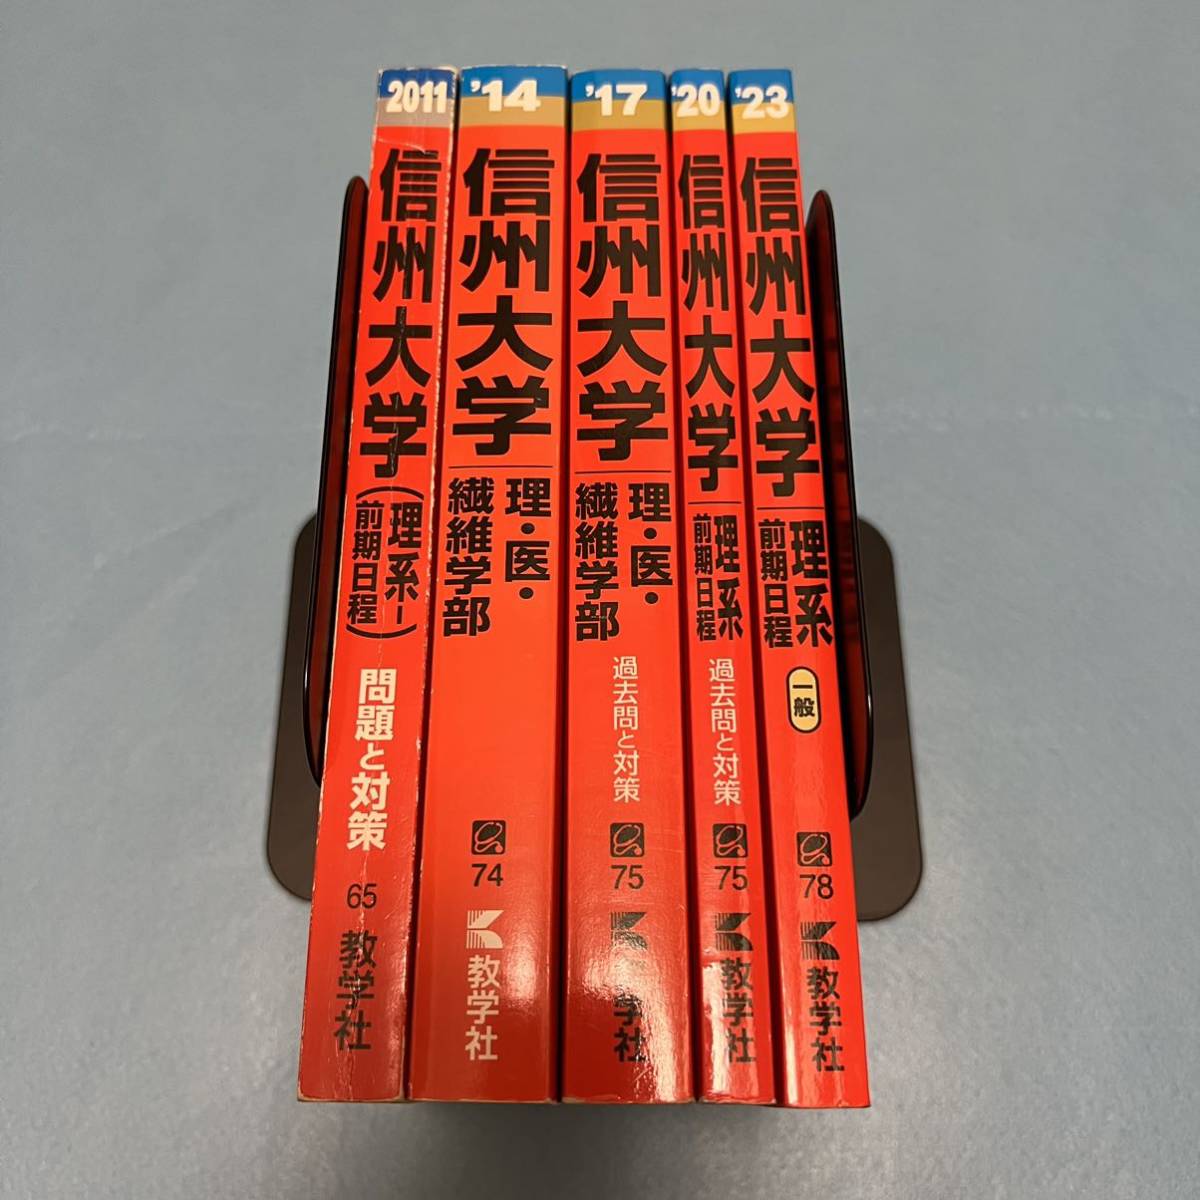 2011
信州大学
(理系-
前期日程)
問題と対策
65
教学社
'14
信州大学
理・医・
繊維学部
74
教学社
'17
信州大学
理・医・
繊維学部
過去問と対策
75
学社
'20
信州大学
理系
前期日程
過去問と対策
75
教学社
'23
信州大学
理系
前期日程
一般
78
教学社